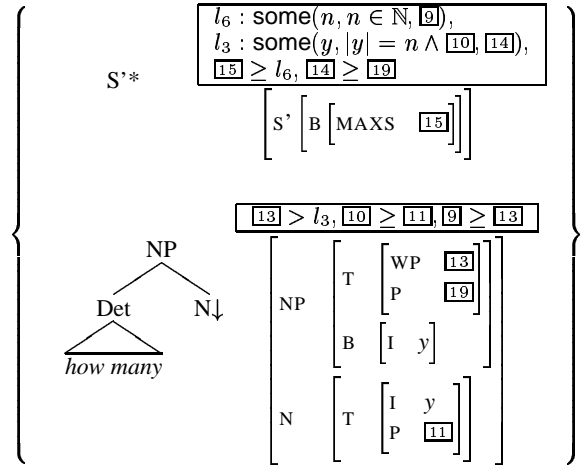 l₆ : some(n, n ∈ ℕ, 9),
l₃ : some(y, |y| = n ∧ 10, 14),
15 ≥ l₆, 14 ≥ 19
S'*
[S' [B [MAXS 15]]]
13 > l₃, 10 ≥ 11, 9 ≥ 13
NP
Det N↓
how many
NP T WP 13
P 19
B I y
N T I y
P 11